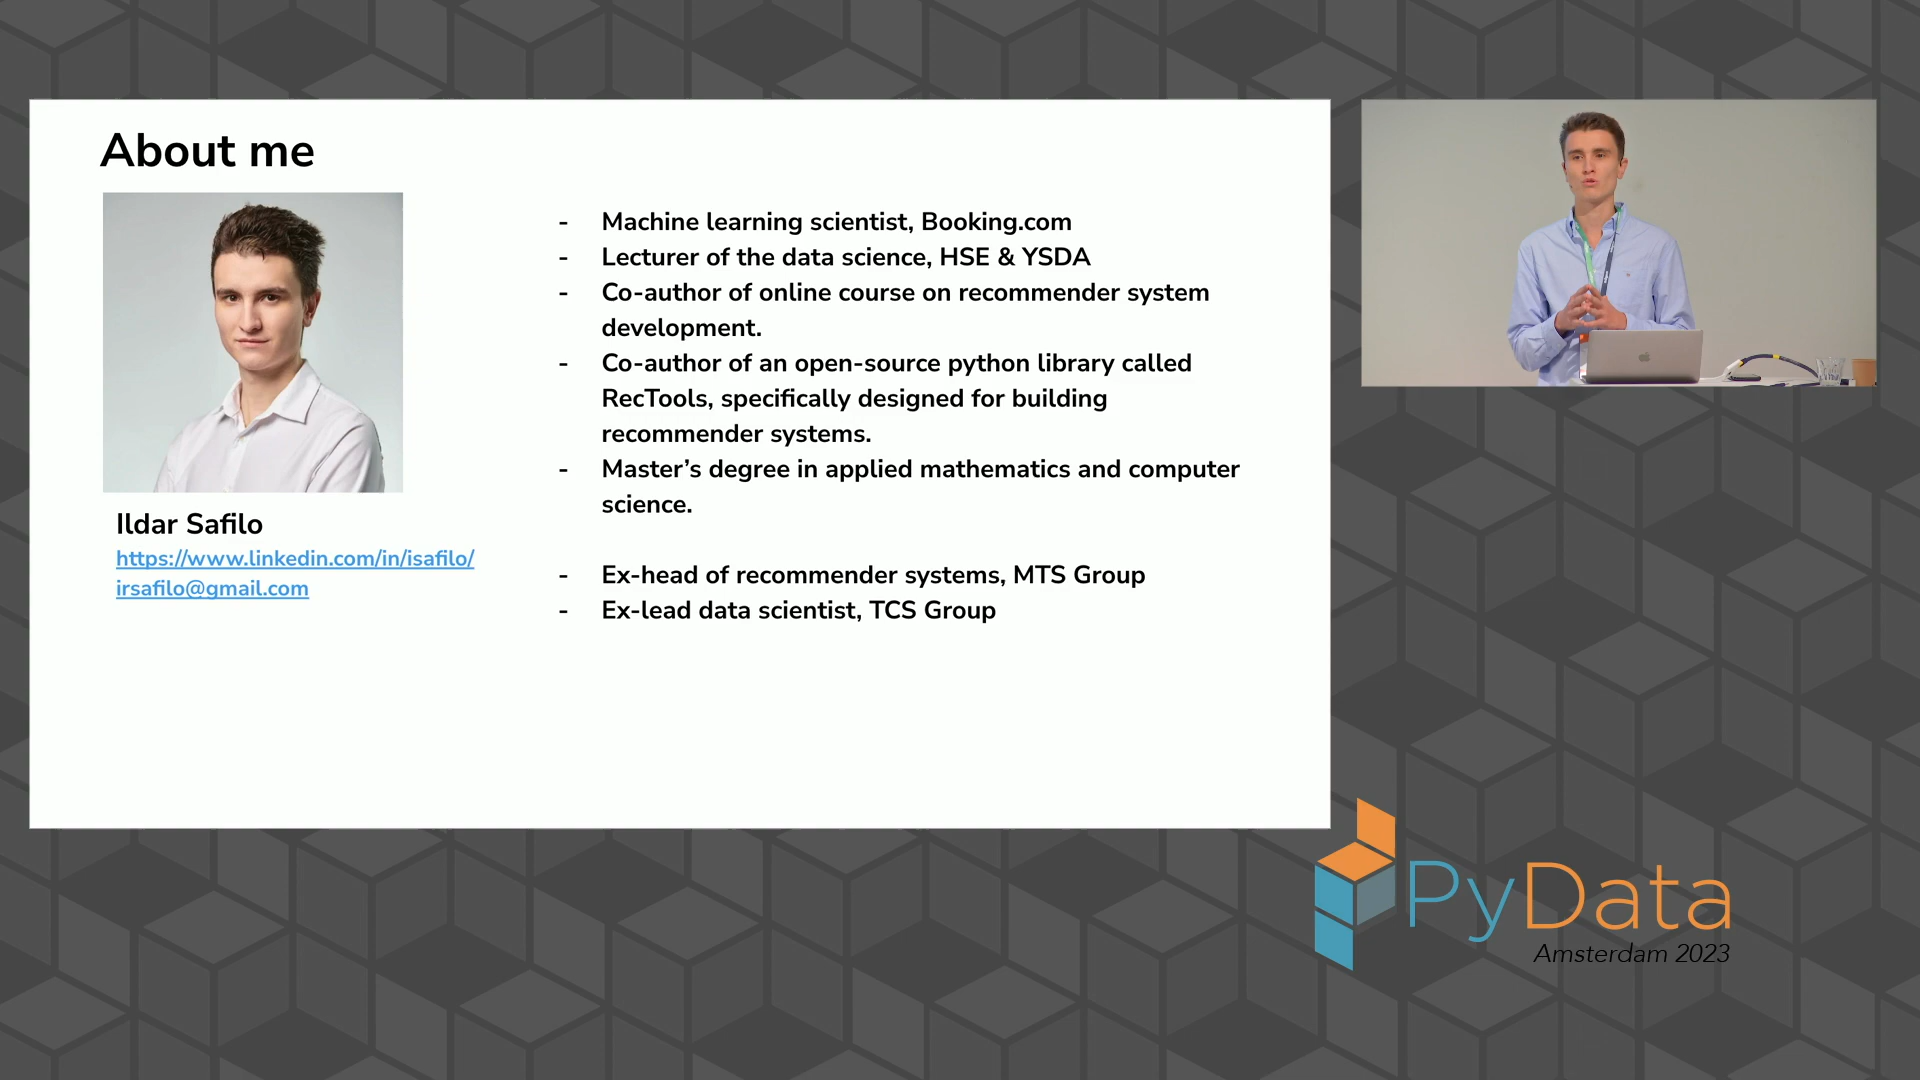 About me
Ildar Safilo
https://www.linkedin.com/in/isafilo/
irsafilo@gmail.com
- Machine learning scientist, Booking.com
- Lecturer of the data science, HSE & YSDA
- Co-author of online course on recommender system
development.
- Co-author of an open-source python library called
RecTools, specifically designed for building
recommender systems.
- Master’s degree in applied mathematics and computer
science.
- Ex-head of recommender systems, MTS Group
- Ex-lead data scientist, TCS Group
PyData
Amsterdam 2023